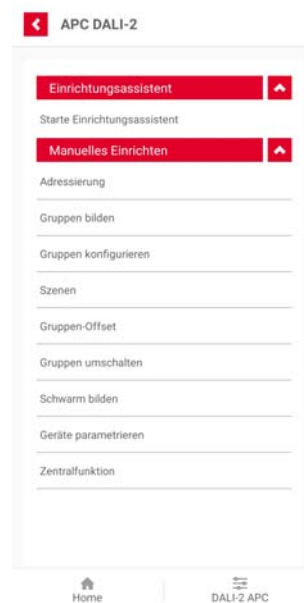 APC DALI-2
Einrichtungsassistent
Starte Einrichtungsassistent
Manuelles Einrichten
Adressierung
Gruppen bilden
Gruppen konfigurieren
Szenen
Gruppen-Offset
Gruppen umschalten
Schwarm bilden
Geräte parametrieren
Zentralfunktion
Home
DALI-2 APC